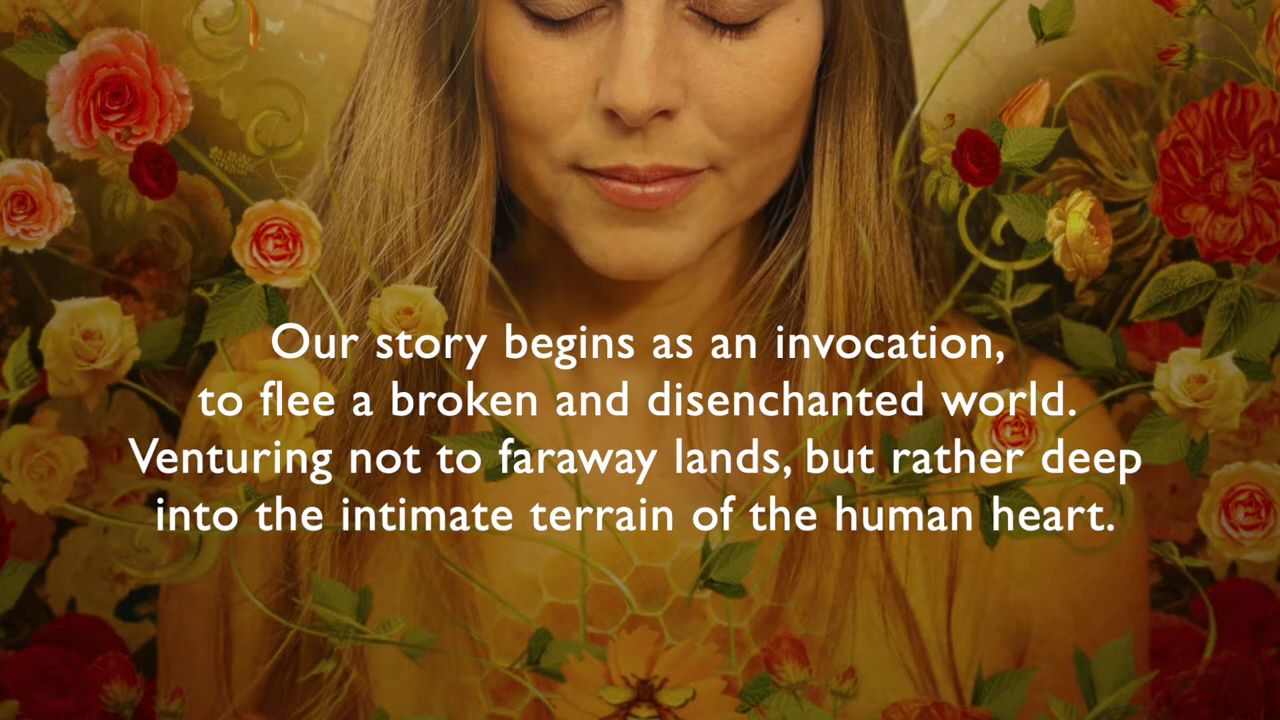 Our story begins as an invocation,
to flee a broken and disenchanted world.
Venturing not to faraway lands, but rather deep
into the intimate terrain of the human heart.